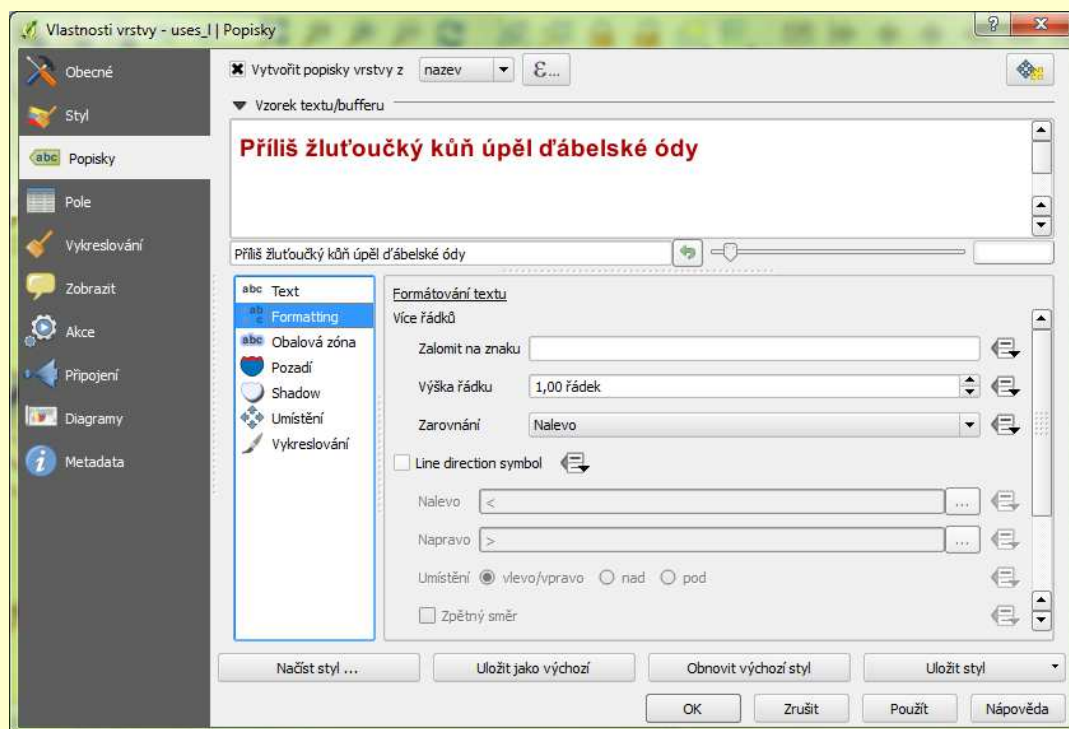 Vlastnosti vrstvy - uses_l | Popisky
Obecné
Styl
abc Popisky
Pole
Vykreslování
Zobrazit
Akce
Připojení
Diagramy
Metadata
Vytvořit popisky vrstvy z nazev ε...
Vzorek textu/bufferu
Příliš žluťoučký kůň úpěl ďábelské ódy
Příliš žluťoučký kůň úpěl ďábelské ódy
abc Text
ab c Formatting
abc Obalová zóna
Pozadí
Shadow
Umístění
Vykreslování
Formátování textu
Více řádků
Zalomit na znaku
Výška řádku 1,00 řádek
Zarovnání Nalevo
Line direction symbol
Nalevo < ...
Napravo > ...
Umístění vlevo/vpravo nad pod
Zpětný směr
Načíst styl ... Uložit jako výchozí Obnovit výchozí styl Uložit styl
OK Zrušit Použít Nápověda